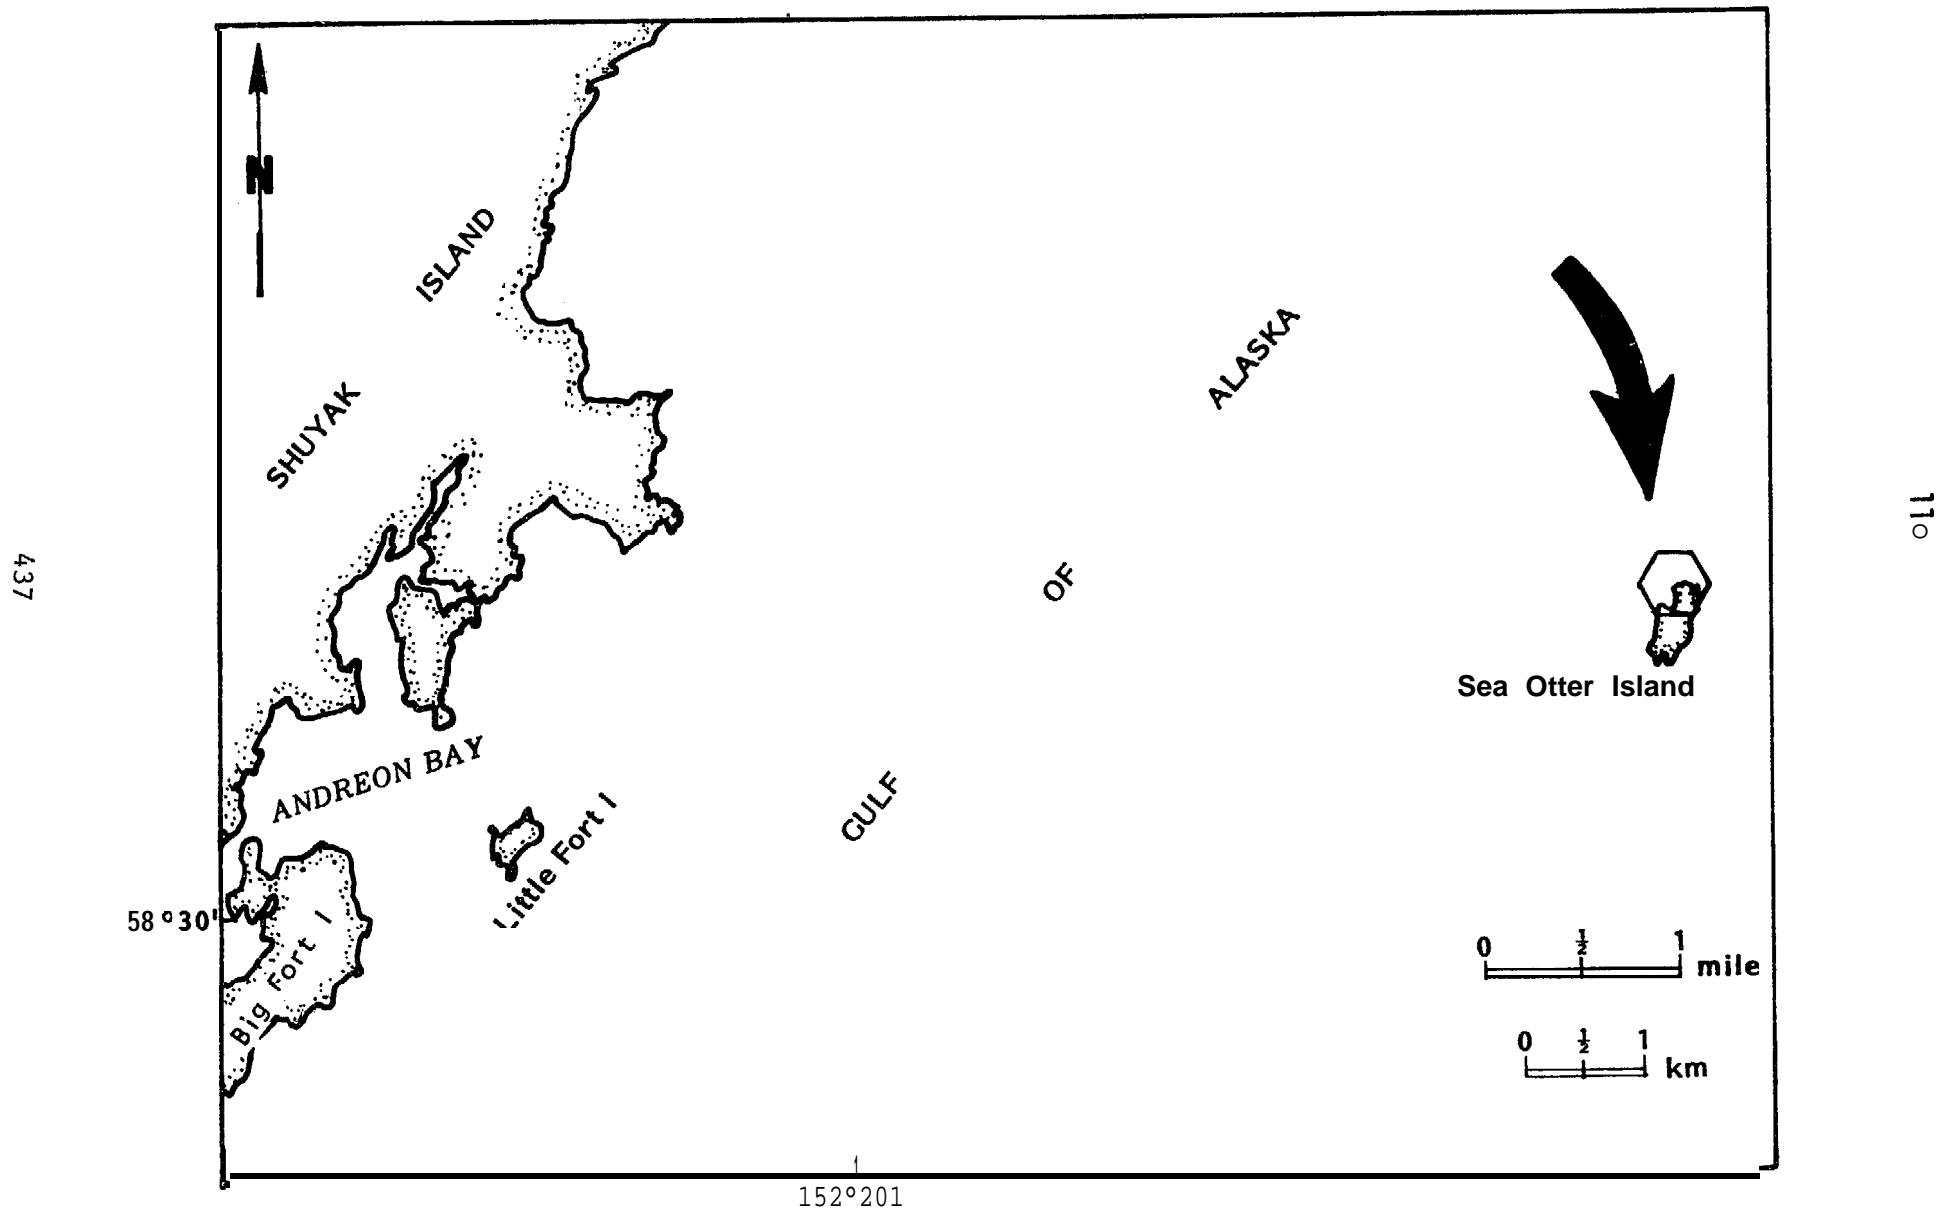 N
SHUYAK ISLAND
GULF OF ALASKA
Sea Otter Island
ANDREON BAY
Little Fort I
Big Fort I
58°30'
0 ½ 1 mile
0 ½ 1 km
152°201
437
11o